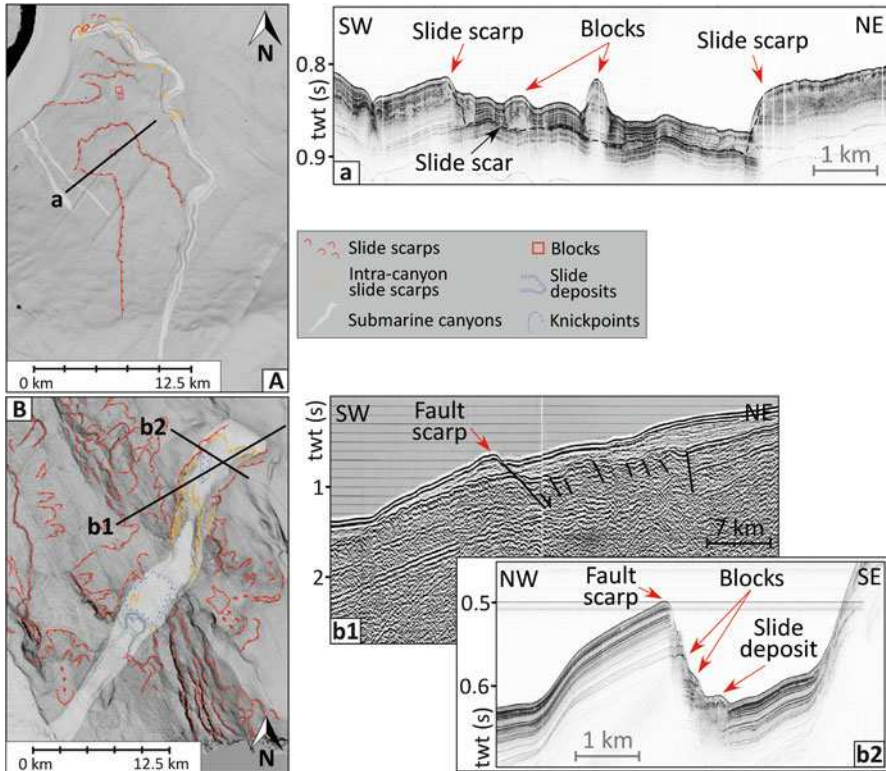 N
a
0 km 12.5 km
A
SW NE
Slide scarp
Blocks
Slide scarp
0.8
twt (s)
0.9
Slide scar
a
1 km
Slide scarps
Blocks
Intra-canyon
slide scarps
Slide
deposits
Submarine canyons
Knickpoints
B
b2
b1
0 km 12.5 km
N
SW NE
Fault
scarp
twt (s)
1
2
7 km
b1
NW SE
Fault
scarp
Blocks
Slide
deposit
0.5
0.6
twt (s)
1 km
b2